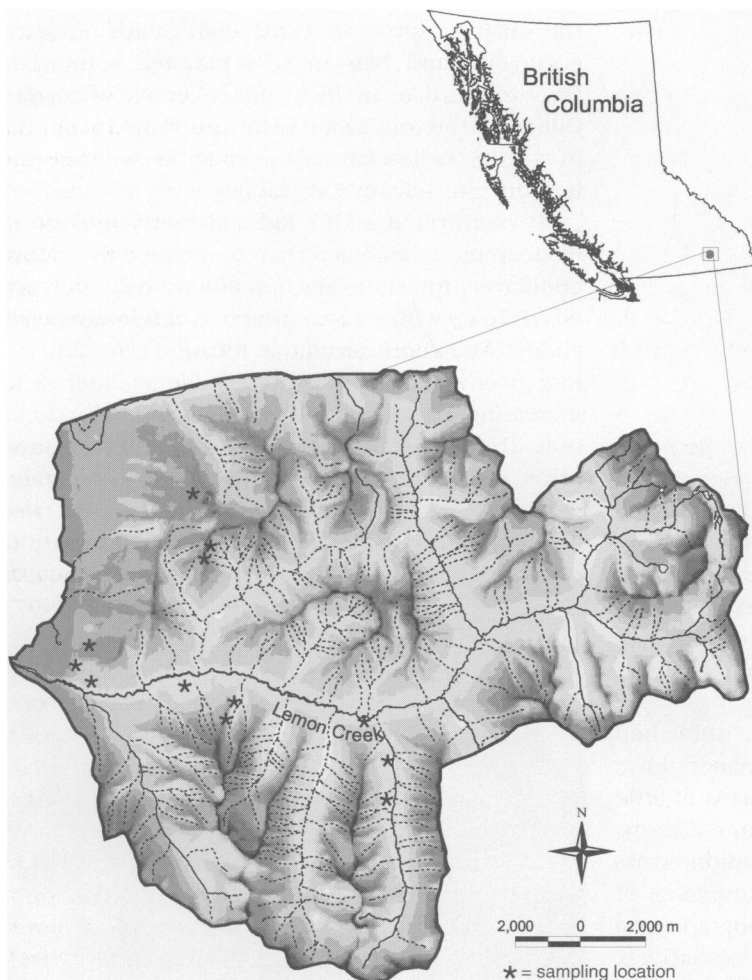 British
Columbia
Lemon Creek
N
2,000 0 2,000 m
* = sampling location